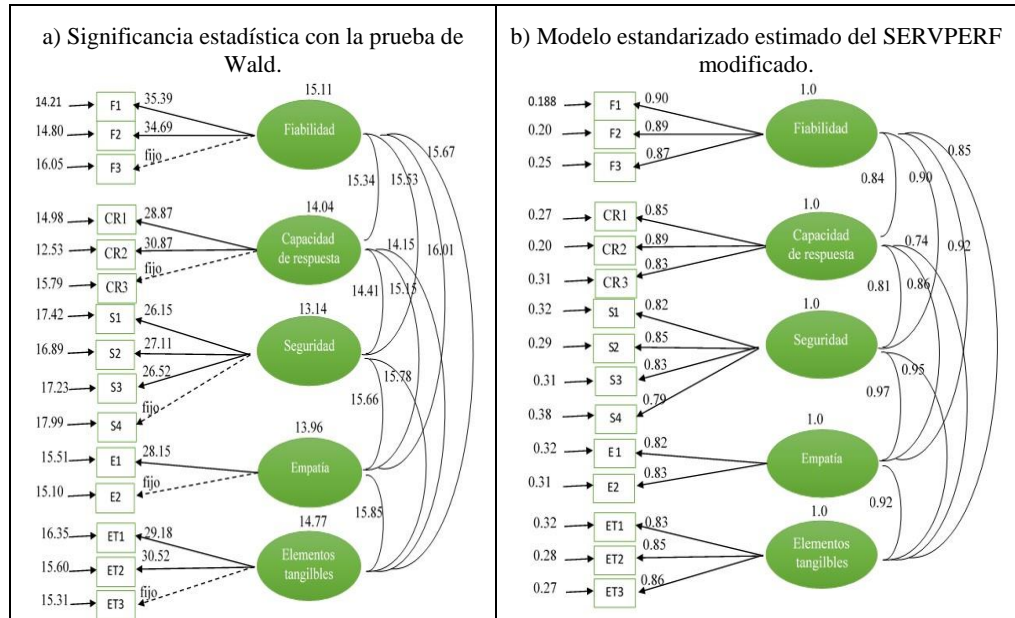 a) Significancia estadística con la prueba de
Wald.
15.11
14.21
F1
35.39
Fiabilidad
14.80
F2
34.69
16.05
F3
fijo
15.67
15.53
15.34
14.04
14.98
CR1
28.87
Capacidad
de respuesta
12.53
CR2
30.87
14.15
16.01
15.79
CR3
fijo
14.41
15.15
17.42
S1
26.15
13.14
16.89
S2
27.11
Seguridad
17.23
S3
26.52
15.78
17.99
S4
fijo
15.66
13.96
15.51
E1
28.15
Empatía
15.10
E2
fijo
15.85
14.77
16.35
ET1
29.18
Elementos
tangilbles
15.60
ET2
30.52
15.31
ET3
fijo
b) Modelo estandarizado estimado del SERVPERF
modificado.
1.0
0.188
F1
0.90
Fiabilidad
0.20
F2
0.89
0.25
F3
0.87
0.85
0.90
0.84
1.0
0.27
CR1
0.85
Capacidad
de respuesta
0.20
CR2
0.89
0.74
0.92
0.31
CR3
0.83
0.81
0.86
0.32
S1
0.82
1.0
0.29
S2
0.85
Seguridad
0.31
S3
0.83
0.95
0.38
S4
0.79
0.97
1.0
0.32
E1
0.82
Empatía
0.31
E2
0.83
0.92
1.0
0.32
ET1
0.83
Elementos
tangilbles
0.28
ET2
0.85
0.27
ET3
0.86